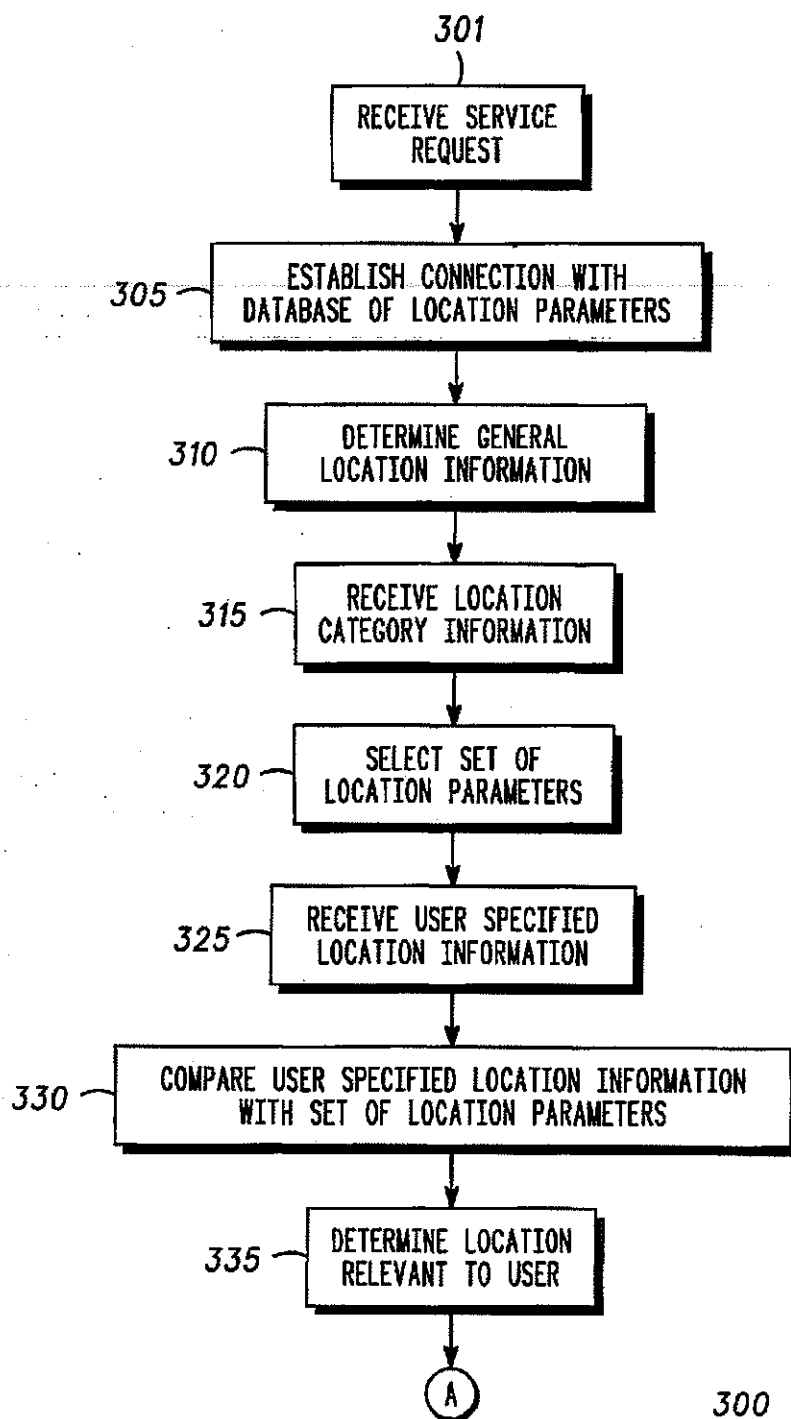 301
RECEIVE SERVICE
REQUEST
305
ESTABLISH CONNECTION WITH
DATABASE OF LOCATION PARAMETERS
310
DETERMINE GENERAL
LOCATION INFORMATION
315
RECEIVE LOCATION
CATEGORY INFORMATION
320
SELECT SET OF
LOCATION PARAMETERS
325
RECEIVE USER SPECIFIED
LOCATION INFORMATION
330
COMPARE USER SPECIFIED LOCATION INFORMATION
WITH SET OF LOCATION PARAMETERS
335
DETERMINE LOCATION
RELEVANT TO USER
A
300